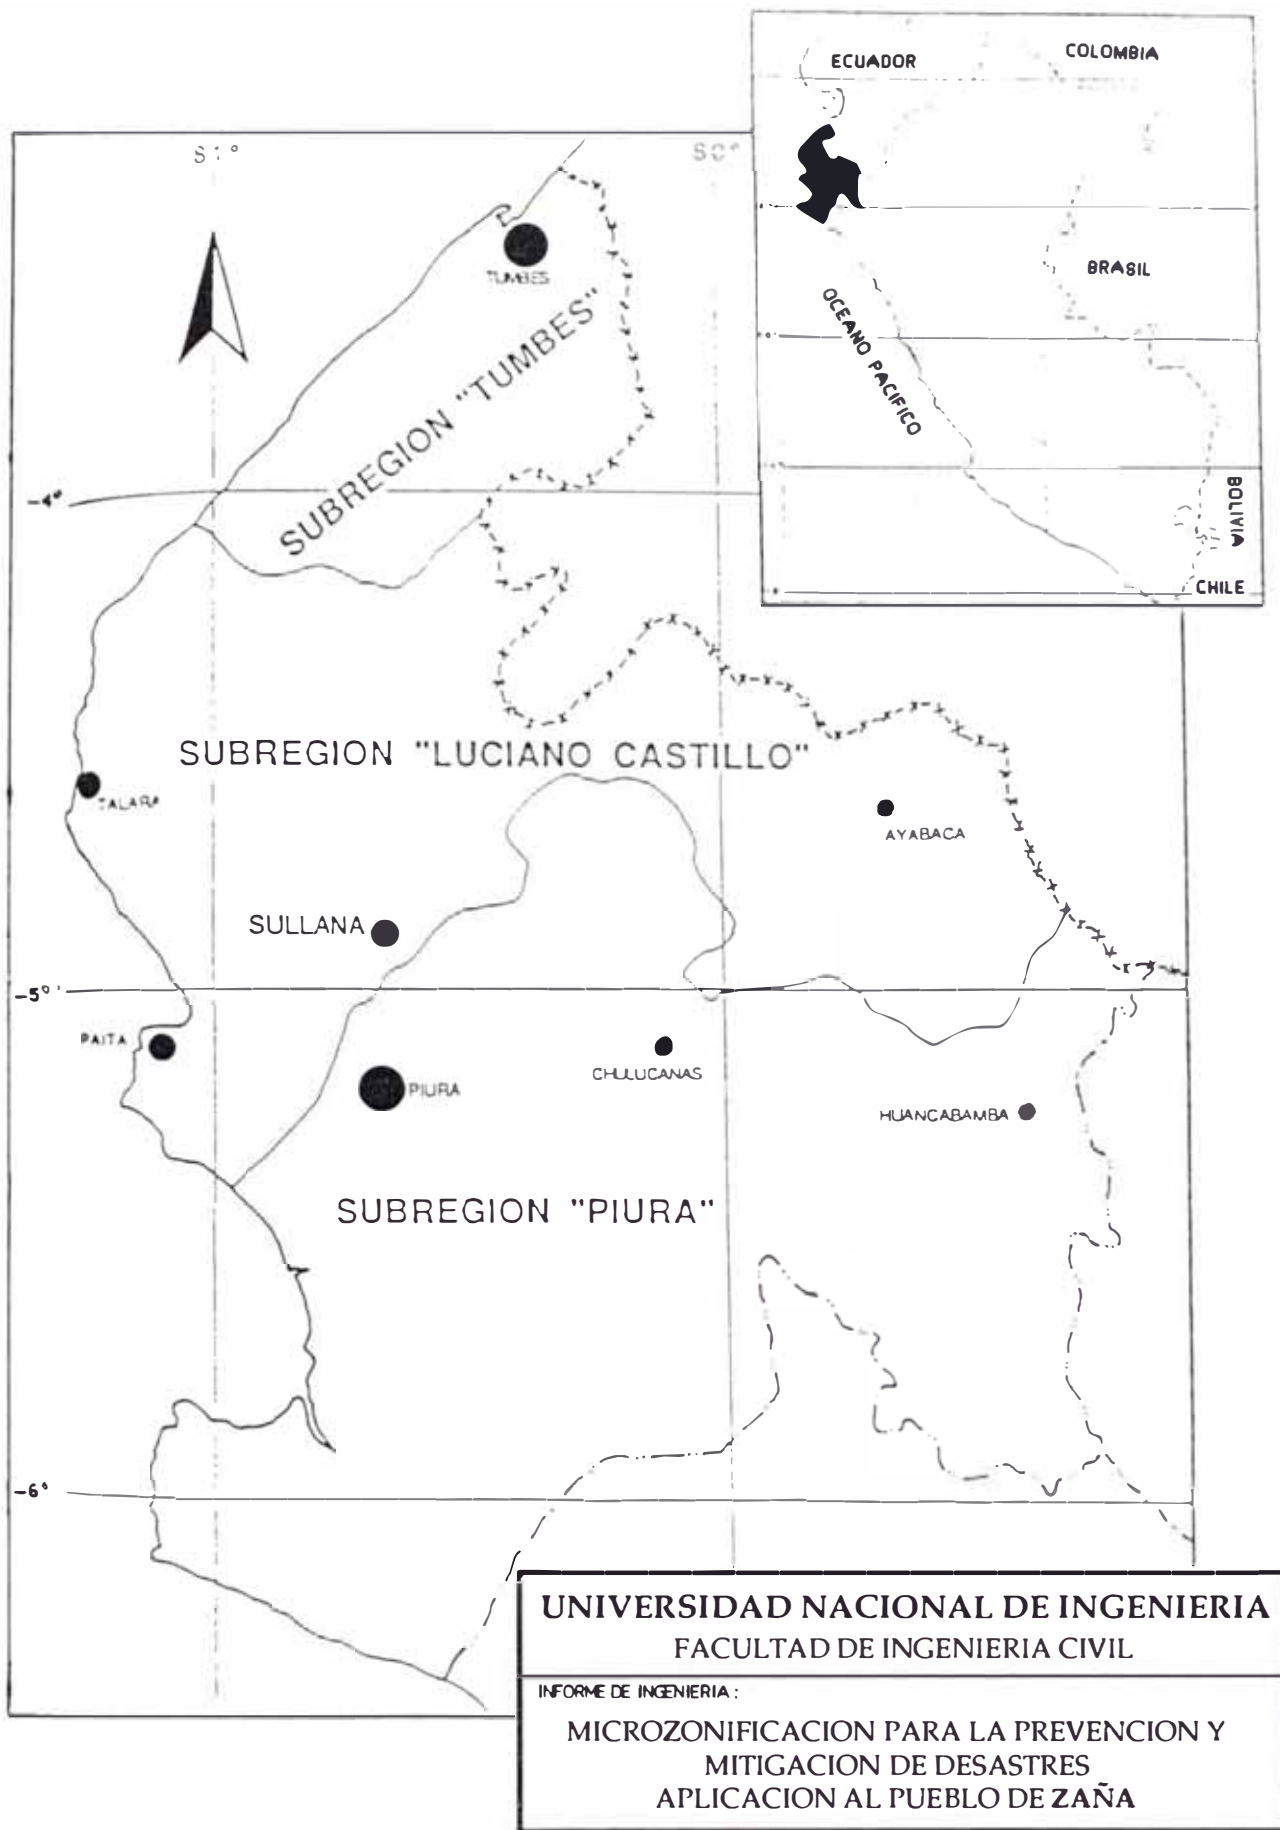 ECUADOR
COLOMBIA
BRASIL
OCEANO PACIFICO
BOLIVIA
CHILE
81°
80°
TUMBES
SUBREGION "TUMBES"
-4°
SUBREGION "LUCIANO CASTILLO"
TALARA
AYABACA
SULLANA
-5°
PAITA
PIURA
CHULUCANAS
HUANCABAMBA
SUBREGION "PIURA"
-6°
UNIVERSIDAD NACIONAL DE INGENIERIA
FACULTAD DE INGENIERIA CIVIL
INFORME DE INGENIERIA :
MICROZONIFICACION PARA LA PREVENCION Y
MITIGACION DE DESASTRES
APLICACION AL PUEBLO DE ZAÑA